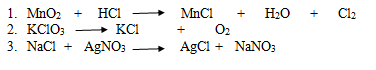 1. MnO₂ + HCl ⟶ MnCl + H₂O + Cl₂
2. KClO₃ ⟶ KCl + O₂
3. NaCl + AgNO₃ ⟶ AgCl + NaNO₃